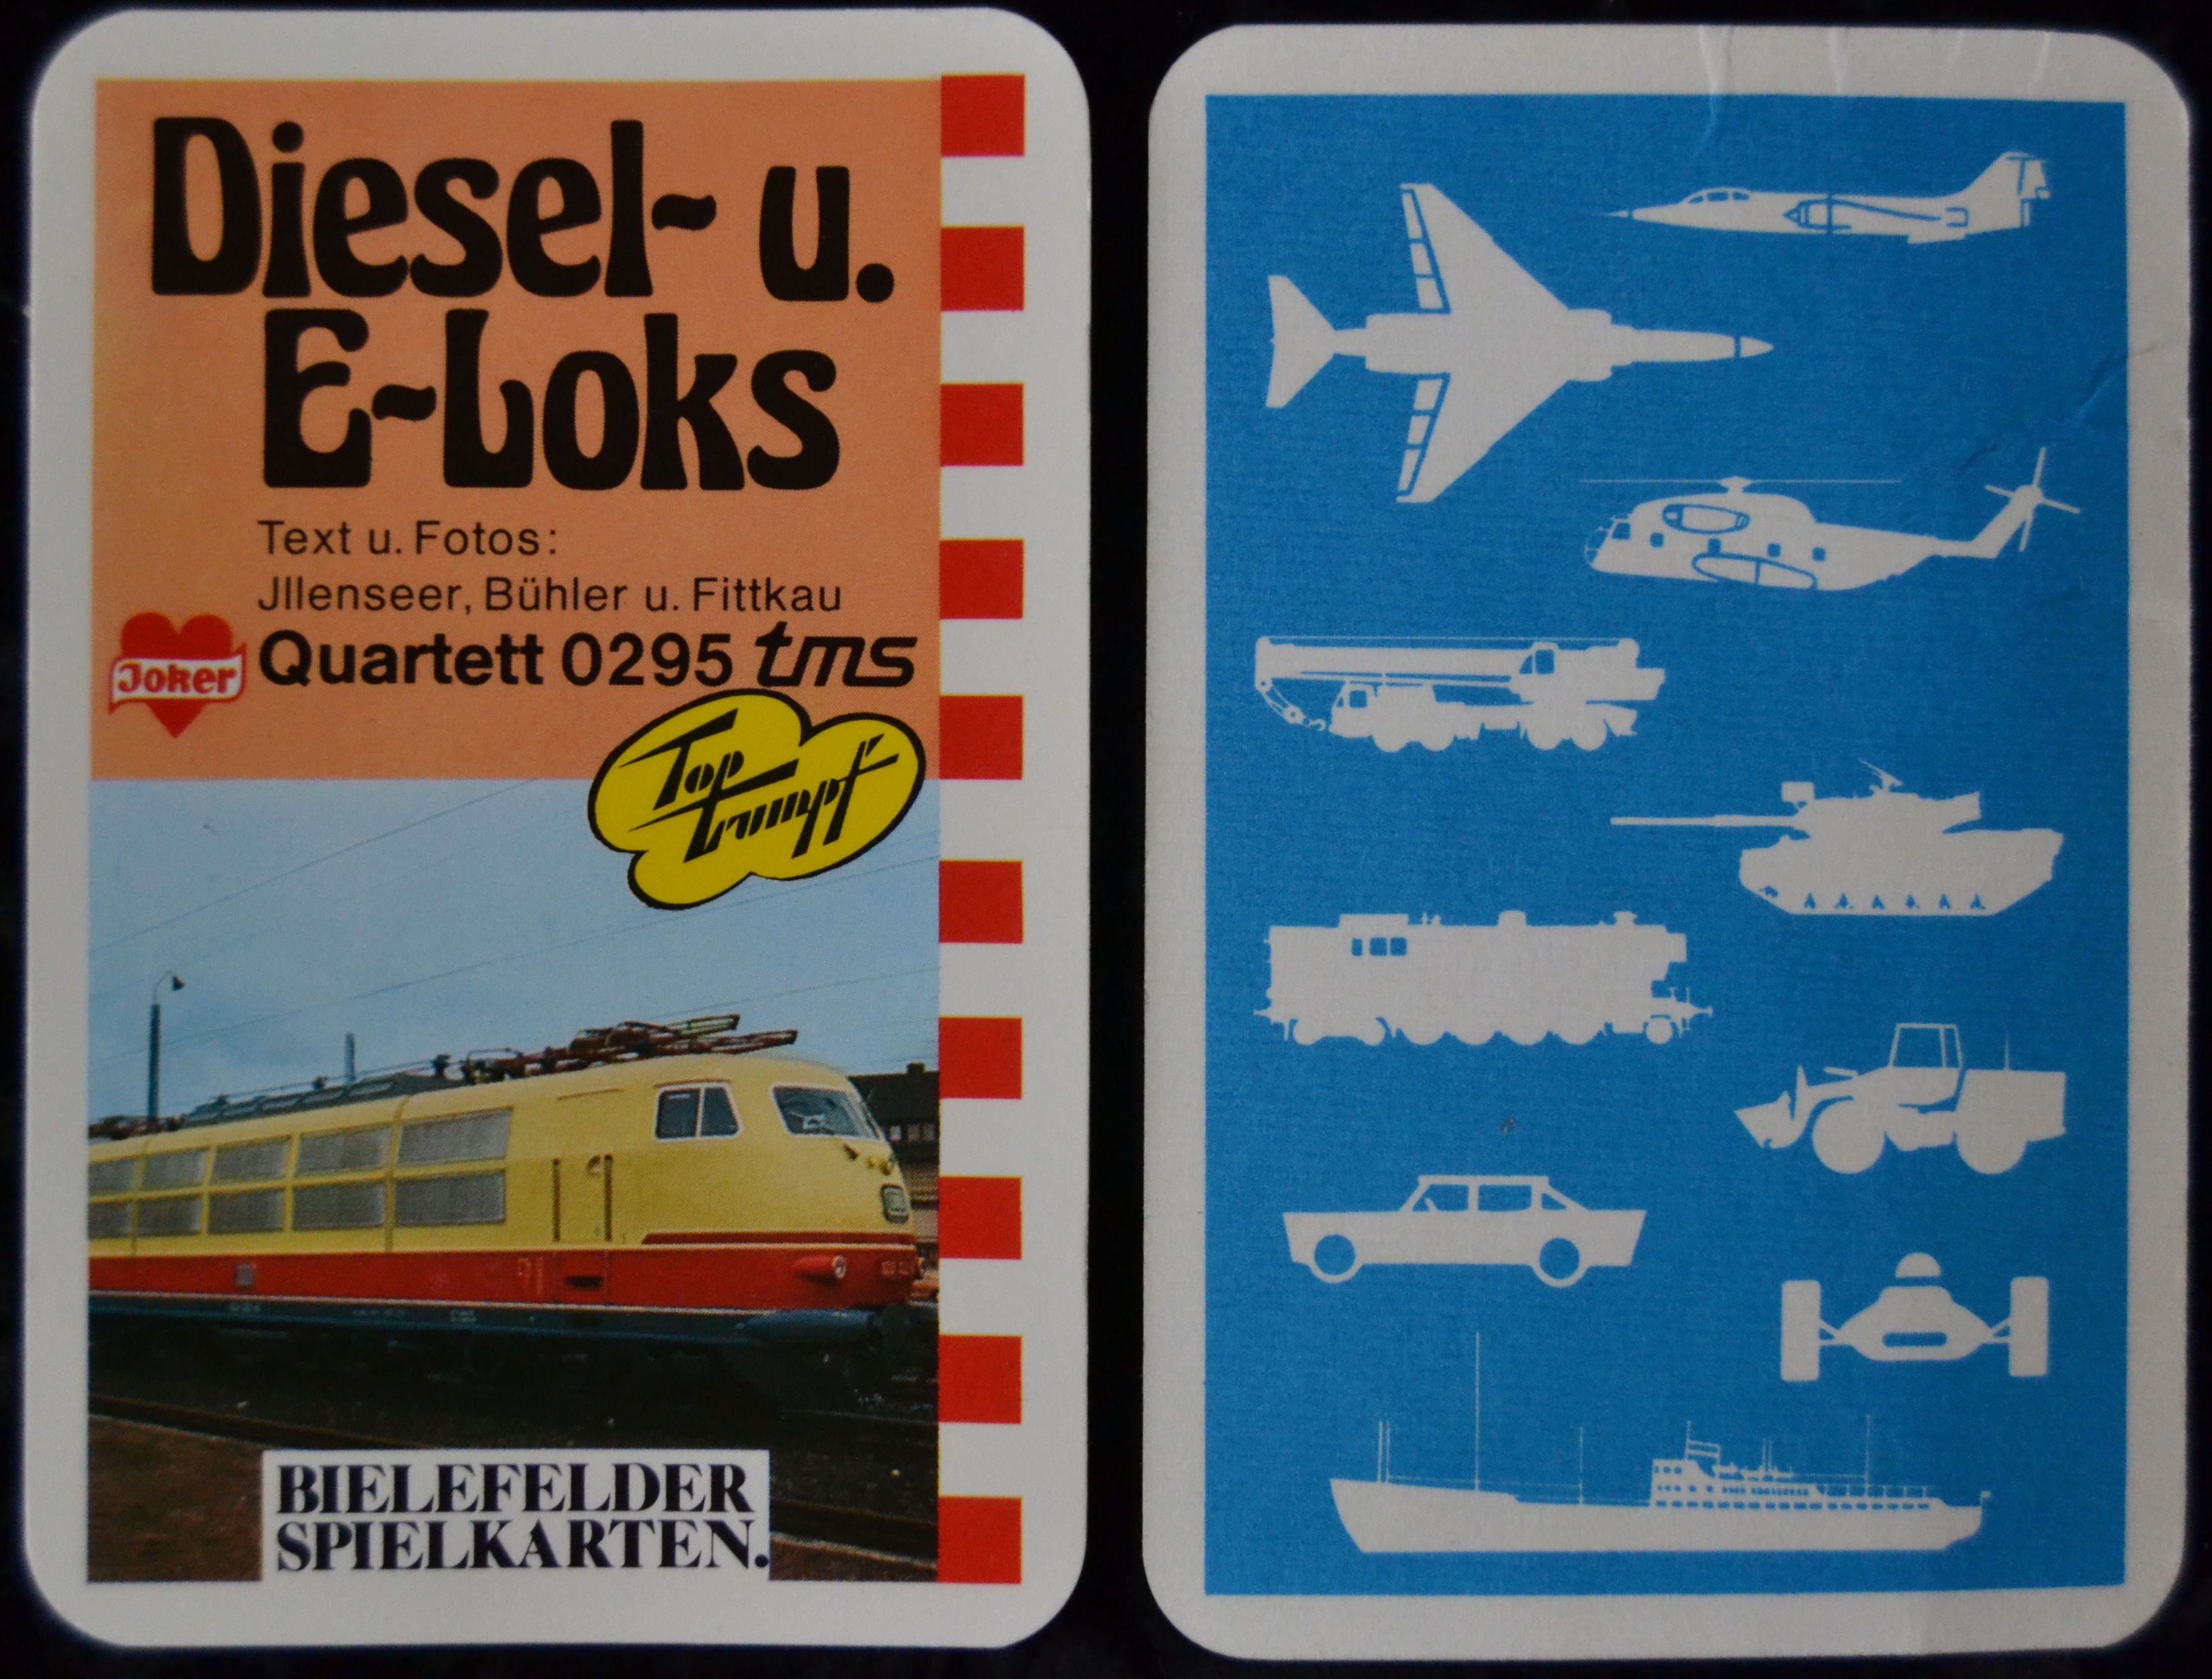 Diesel- u.
E-Loks
Text u. Fotos:
Jllenseer, Bühler u. Fittkau
Joker
Quartett 0295 tms
Top
Trumpf
BIELEFELDER
SPIELKARTEN.